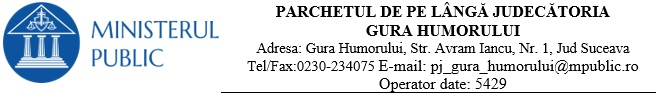 MINISTERUL
PUBLIC
PARCHETUL DE PE LÂNGĂ JUDECĂTORIA
GURA HUMORULUI
Adresa: Gura Humorului, Str. Avram Iancu, Nr. 1, Jud Suceava
Tel/Fax:0230-234075 E-mail: pj_gura_humorului@mpublic.ro
Operator date: 5429